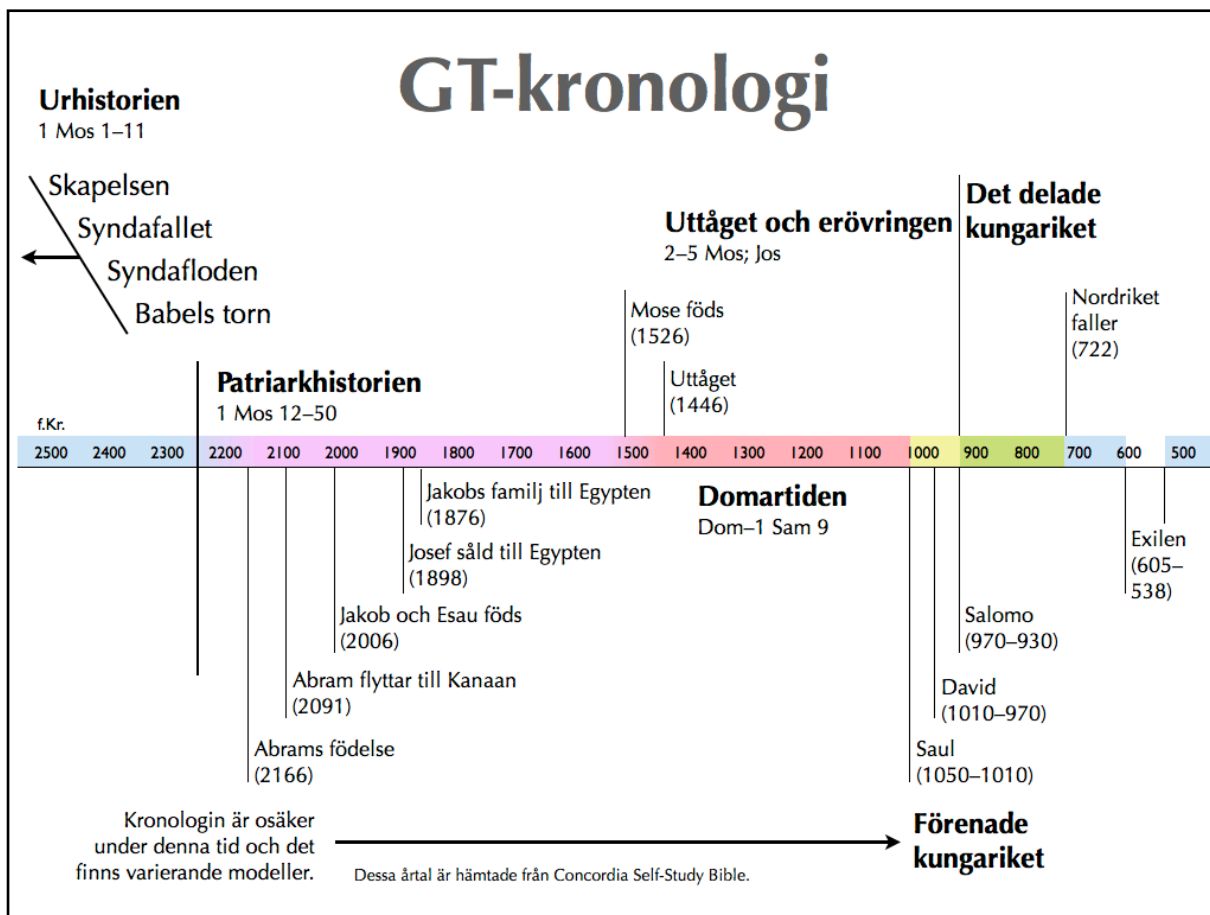 GT-kronologi
Urhistorien
1 Mos 1–11
Skapelsen
Syndafallet
Syndafloden
Babels torn
Patriarkhistorien
1 Mos 12–50
Uttåget och erövringen
2–5 Mos; Jos
Det delade
kungariket
Mose föds
(1526)
Uttåget
(1446)
Nordriket
faller
(722)
f.Kr.
2500 2400 2300 2200 2100 2000 1900 1800 1700 1600 1500 1400 1300 1200 1100 1000 900 800 700 600 500
Jakobs familj till Egypten
(1876)
Josef såld till Egypten
(1898)
Jakob och Esau föds
(2006)
Abram flyttar till Kanaan
(2091)
Abrams födelse
(2166)
Domartiden
Dom–1 Sam 9
Exilen
(605–
538)
Salomo
(970–930)
David
(1010–970)
Saul
(1050–1010)
Kronologin är osäker
under denna tid och det
finns varierande modeller.
Dessa årtal är hämtade från Concordia Self-Study Bible.
Förenade
kungariket